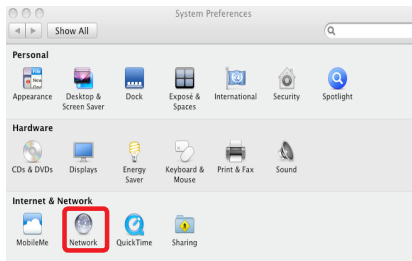 System Preferences
Show All
Personal
Appearance Desktop & Screen Saver Dock Exposé & Spaces International Security Spotlight
Hardware
CDs & DVDs Displays Energy Saver Keyboard & Mouse Print & Fax Sound
Internet & Network
MobileMe Network QuickTime Sharing